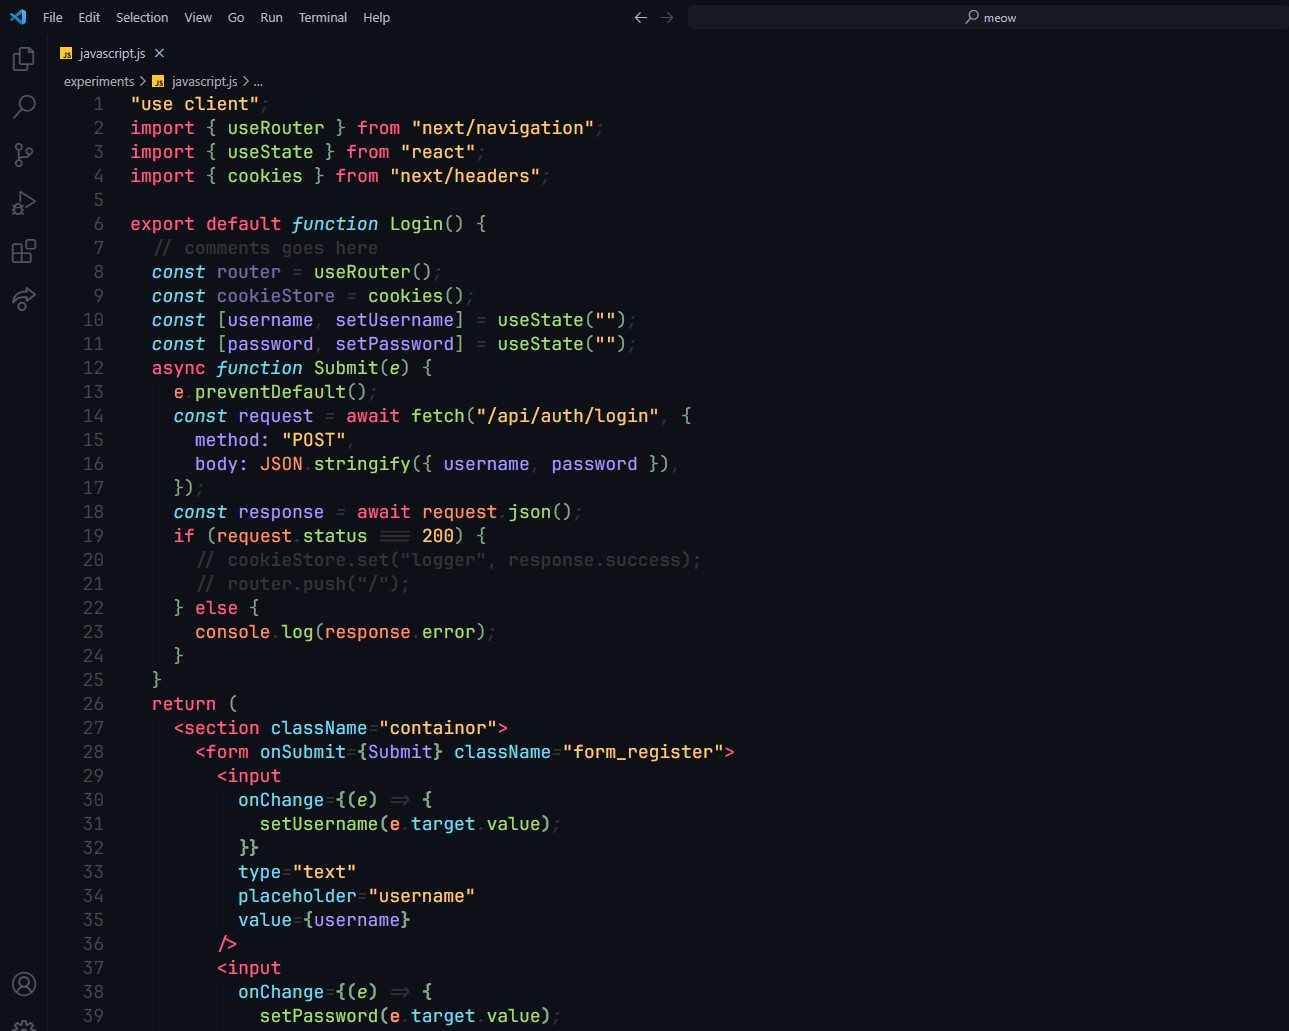 File Edit Selection View Go Run Terminal Help
meow
JS javascript.js
experiments > JS javascript.js > ...
1 "use client";
2 import { useRouter } from "next/navigation";
3 import { useState } from "react";
4 import { cookies } from "next/headers";
5
6 export default function Login() {
7 // comments goes here
8 const router = useRouter();
9 const cookieStore = cookies();
10 const [username, setUsername] = useState("");
11 const [password, setPassword] = useState("");
12 async function Submit(e) {
13 e.preventDefault();
14 const request = await fetch("/api/auth/login", {
15 method: "POST",
16 body: JSON.stringify({ username, password }),
17 });
18 const response = await request.json();
19 if (request.status === 200) {
20 // cookieStore.set("logger", response.success);
21 // router.push("/");
22 } else {
23 console.log(response.error);
24 }
25 }
26 return (
27 <section className="containor">
28 <form onSubmit={Submit} className="form_register">
29 <input
30 onChange={(e) => {
31 setUsername(e.target.value);
32 }}
33 type="text"
34 placeholder="username"
35 value={username}
36 />
37 <input
38 onChange={(e) => {
39 setPassword(e.target.value);